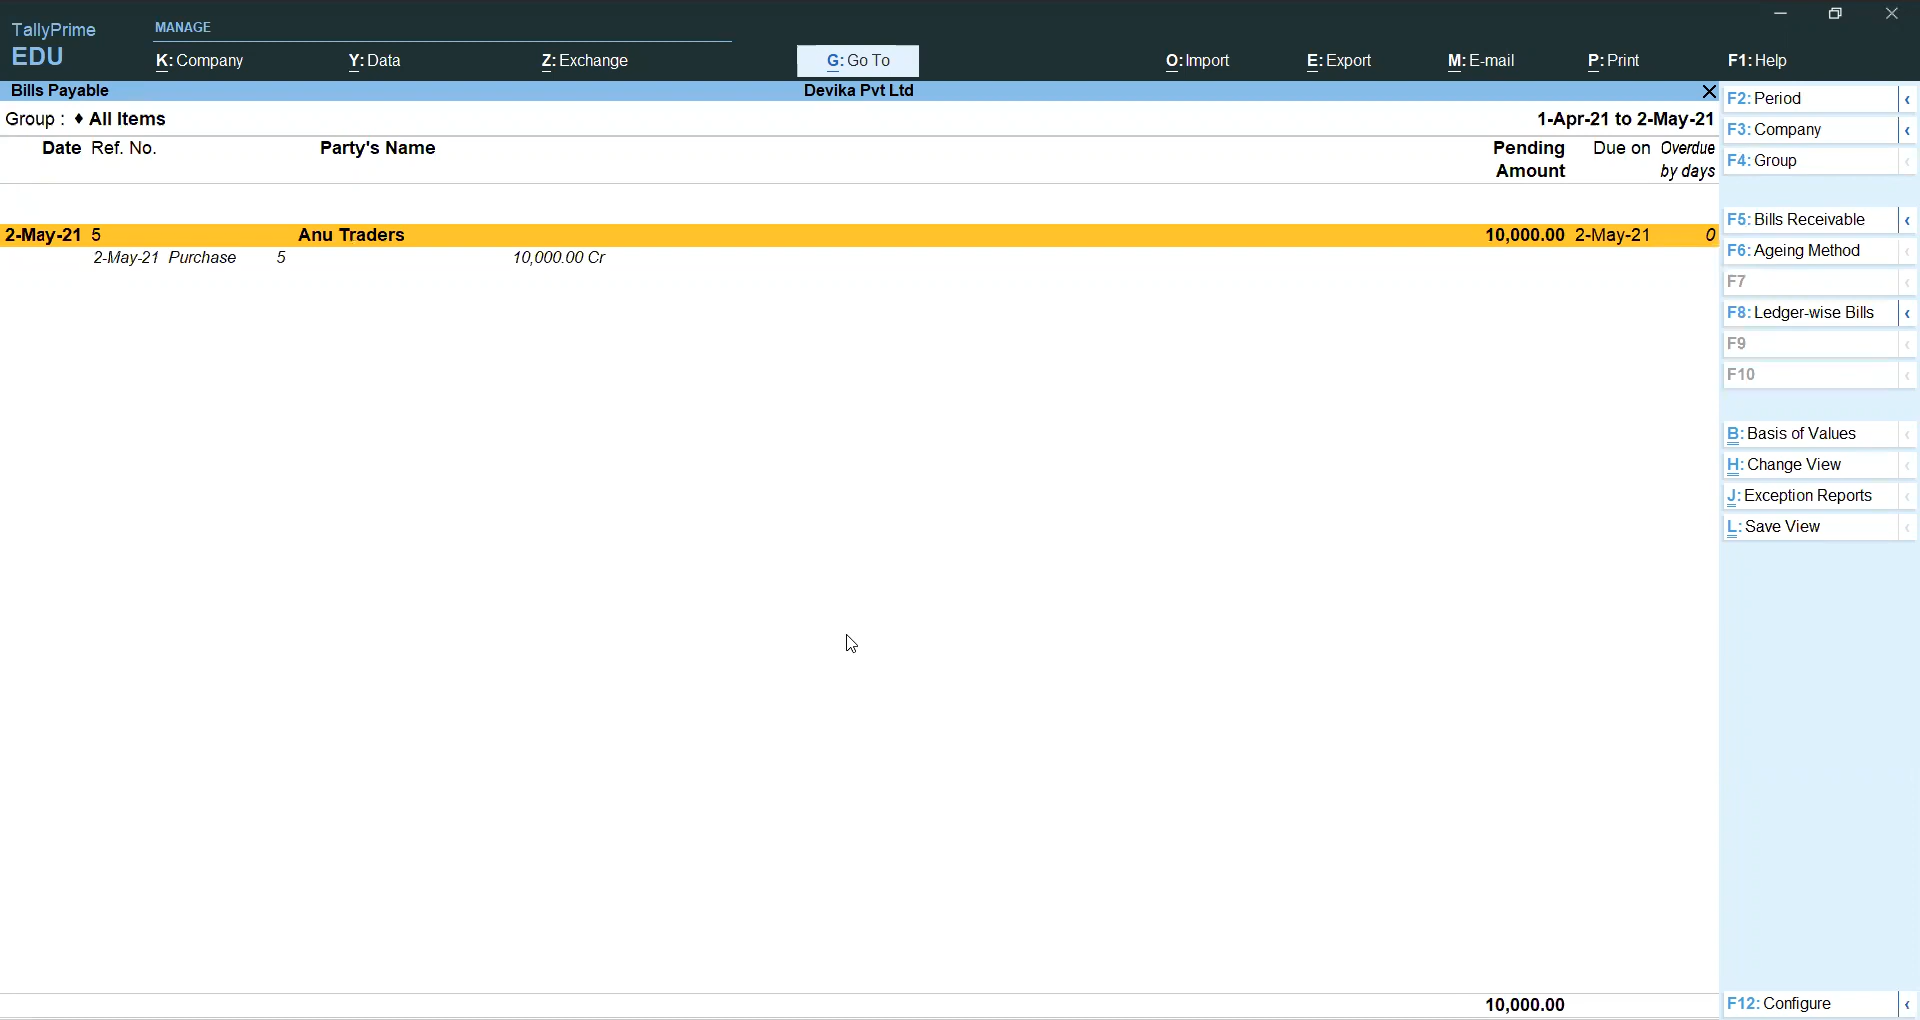 TallyPrime
EDU
MANAGE
K: Company Y: Data Z: Exchange G: Go To O: Import E: Export M: E-mail P: Print F1: Help
Bills Payable Devika Pvt Ltd
Group : ♦ All Items 1-Apr-21 to 2-May-21
Date Ref. No. Party's Name Pending Due on Overdue
Amount by days
2-May-21 5 Anu Traders 10,000.00 2-May-21 0
2-May-21 Purchase 5 10,000.00 Cr
10,000.00
F2: Period
F3: Company
F4: Group
F5: Bills Receivable
F6: Ageing Method
F7
F8: Ledger-wise Bills
F9
F10
B: Basis of Values
H: Change View
J: Exception Reports
L: Save View
F12: Configure